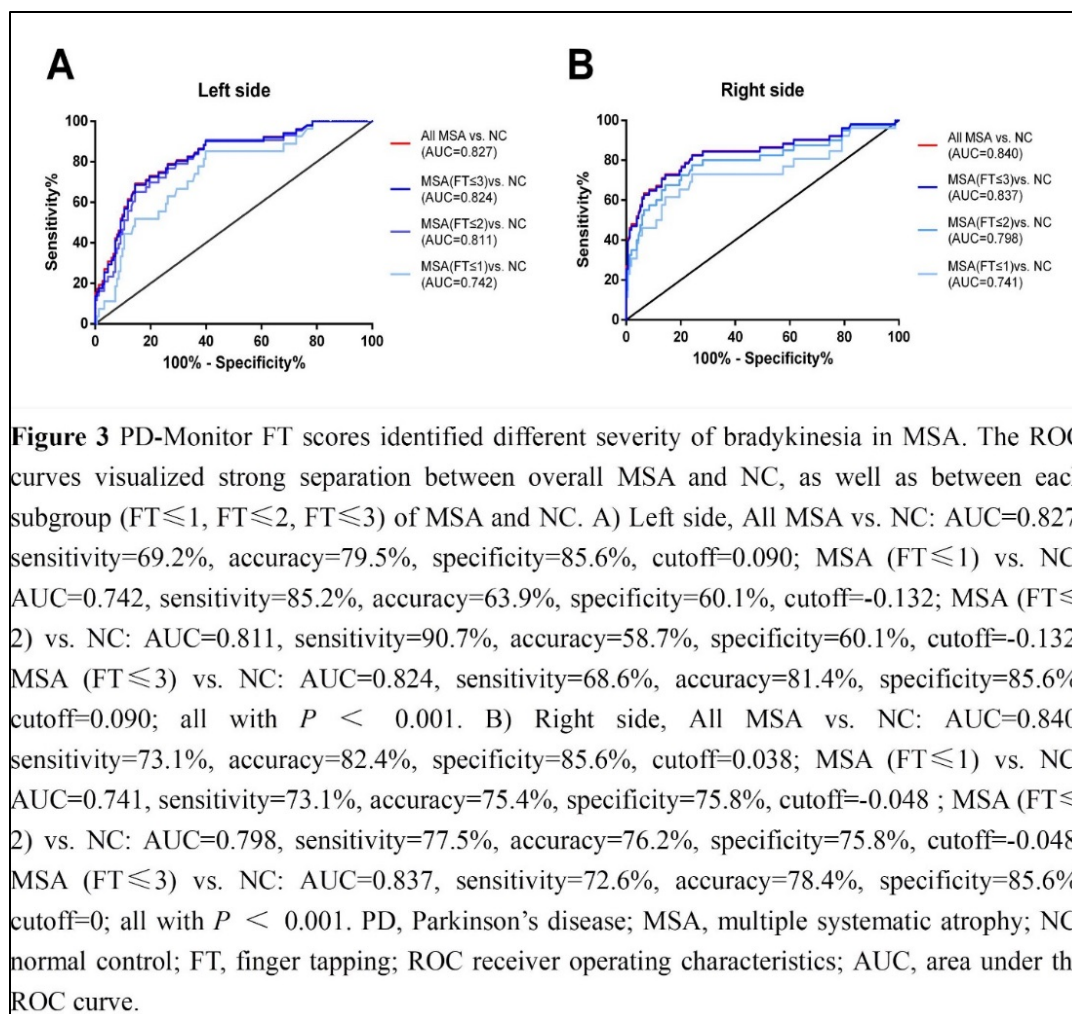 A
B
Left side
Right side
Sensitivity%
100
80
60
40
20
0
0 20 40 60 80 100
100% - Specificity%
All MSA vs. NC
(AUC=0.827)
MSA(FT≤3)vs. NC
(AUC=0.824)
MSA(FT≤2)vs. NC
(AUC=0.811)
MSA(FT≤1)vs. NC
(AUC=0.742)
Sensitivity%
100
80
60
40
20
0
0 20 40 60 80 100
100% - Specificity%
All MSA vs. NC
(AUC=0.840)
MSA(FT≤3)vs. NC
(AUC=0.837)
MSA(FT≤2)vs. NC
(AUC=0.798)
MSA(FT≤1)vs. NC
(AUC=0.741)
Figure 3 PD-Monitor FT scores identified different severity of bradykinesia in MSA. The ROC
curves visualized strong separation between overall MSA and NC, as well as between each
subgroup (FT≤1, FT≤2, FT≤3) of MSA and NC. A) Left side, All MSA vs. NC: AUC=0.827
sensitivity=69.2%, accuracy=79.5%, specificity=85.6%, cutoff=0.090; MSA (FT≤1) vs. NC
AUC=0.742, sensitivity=85.2%, accuracy=63.9%, specificity=60.1%, cutoff=-0.132; MSA (FT≤
2) vs. NC: AUC=0.811, sensitivity=90.7%, accuracy=58.7%, specificity=60.1%, cutoff=-0.132
MSA (FT≤3) vs. NC: AUC=0.824, sensitivity=68.6%, accuracy=81.4%, specificity=85.6%
cutoff=0.090; all with P < 0.001. B) Right side, All MSA vs. NC: AUC=0.840
sensitivity=73.1%, accuracy=82.4%, specificity=85.6%, cutoff=0.038; MSA (FT≤1) vs. NC
AUC=0.741, sensitivity=73.1%, accuracy=75.4%, specificity=75.8%, cutoff=-0.048 ; MSA (FT≤
2) vs. NC: AUC=0.798, sensitivity=77.5%, accuracy=76.2%, specificity=75.8%, cutoff=-0.048
MSA (FT≤3) vs. NC: AUC=0.837, sensitivity=72.6%, accuracy=78.4%, specificity=85.6%
cutoff=0; all with P < 0.001. PD, Parkinson's disease; MSA, multiple systematic atrophy; NC
normal control; FT, finger tapping; ROC receiver operating characteristics; AUC, area under th
ROC curve.